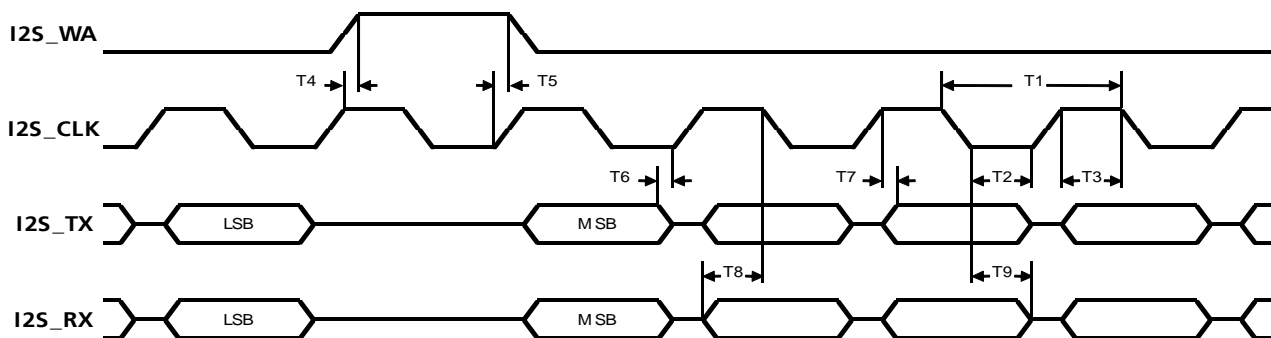 I2S_WA
T4
T5
T1
I2S_CLK
T6
T7
T2
T3
I2S_TX
LSB
MSB
T8
T9
I2S_RX
LSB
MSB